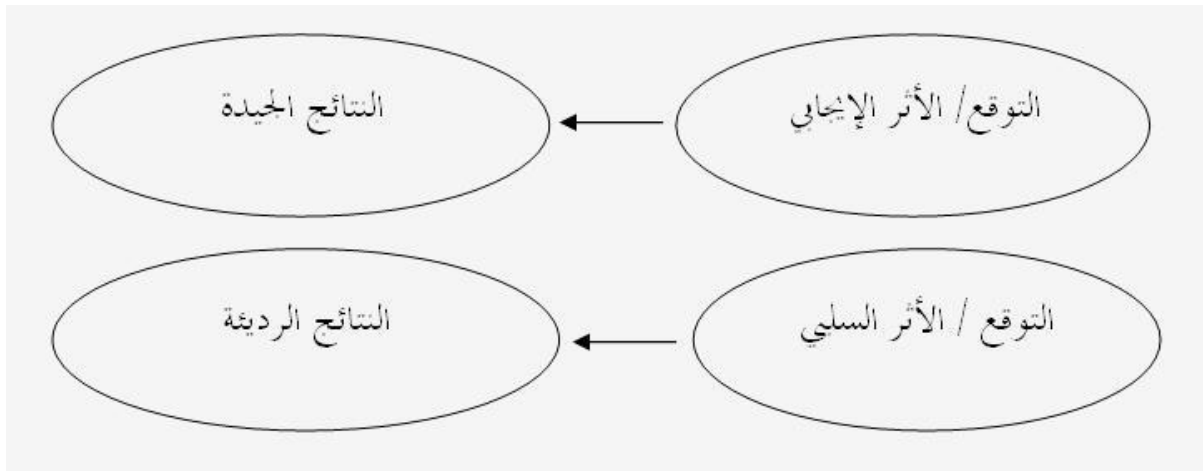 التوقع/ الأثر الإيجابي
النتائج الجيدة
التوقع / الأثر السلبي
النتائج الرديئة